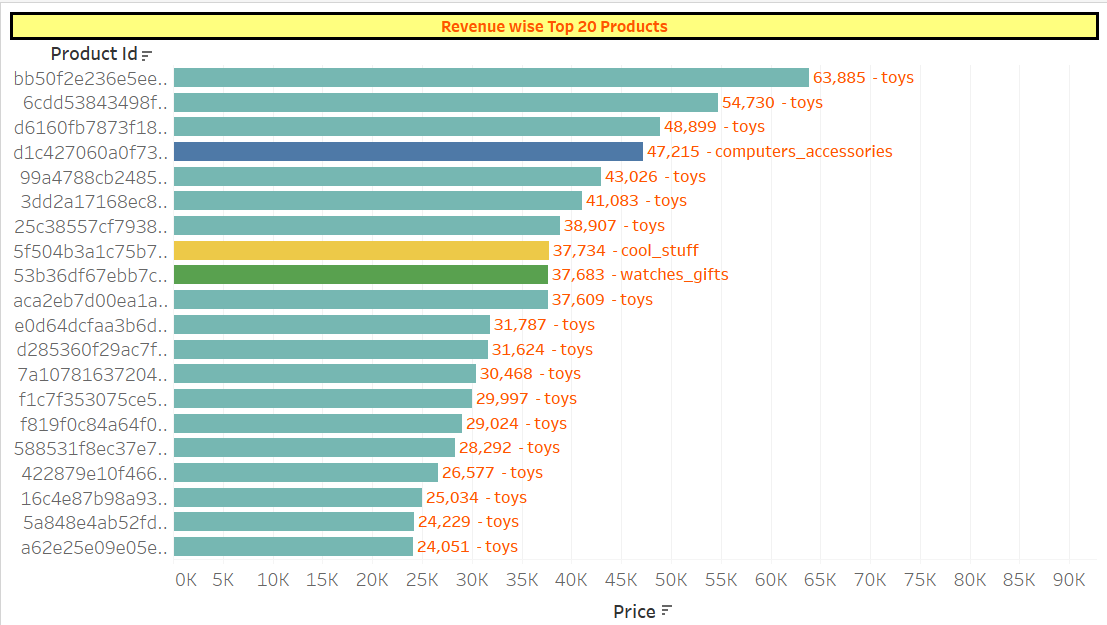 Revenue wise Top 20 Products
Product Id
bb50f2e236e5ee.. 63,885 - toys
6cdd53843498f.. 54,730 - toys
d6160fb7873f18.. 48,899 - toys
d1c427060a0f73.. 47,215 - computers_accessories
99a4788cb2485.. 43,026 - toys
3dd2a17168ec8.. 41,083 - toys
25c38557cf7938.. 38,907 - toys
5f504b3a1c75b7.. 37,734 - cool_stuff
53b36df67ebb7c.. 37,683 - watches_gifts
aca2eb7d00ea1a.. 37,609 - toys
e0d64dcfaa3b6d.. 31,787 - toys
d285360f29ac7f.. 31,624 - toys
7a10781637204.. 30,468 - toys
f1c7f353075ce5.. 29,997 - toys
f819f0c84a64f0.. 29,024 - toys
588531f8ec37e7.. 28,292 - toys
422879e10f466.. 26,577 - toys
16c4e87b98a93.. 25,034 - toys
5a848e4ab52fd.. 24,229 - toys
a62e25e09e05e.. 24,051 - toys
0K 5K 10K 15K 20K 25K 30K 35K 40K 45K 50K 55K 60K 65K 70K 75K 80K 85K 90K
Price